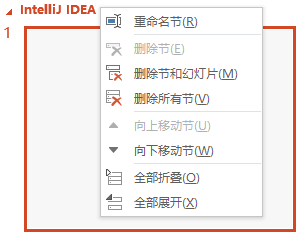 IntelliJ IDEA
1
重命名节(R)
删除节(E)
删除节和幻灯片(M)
删除所有节(V)
向上移动节(U)
向下移动节(W)
全部折叠(O)
全部展开(X)